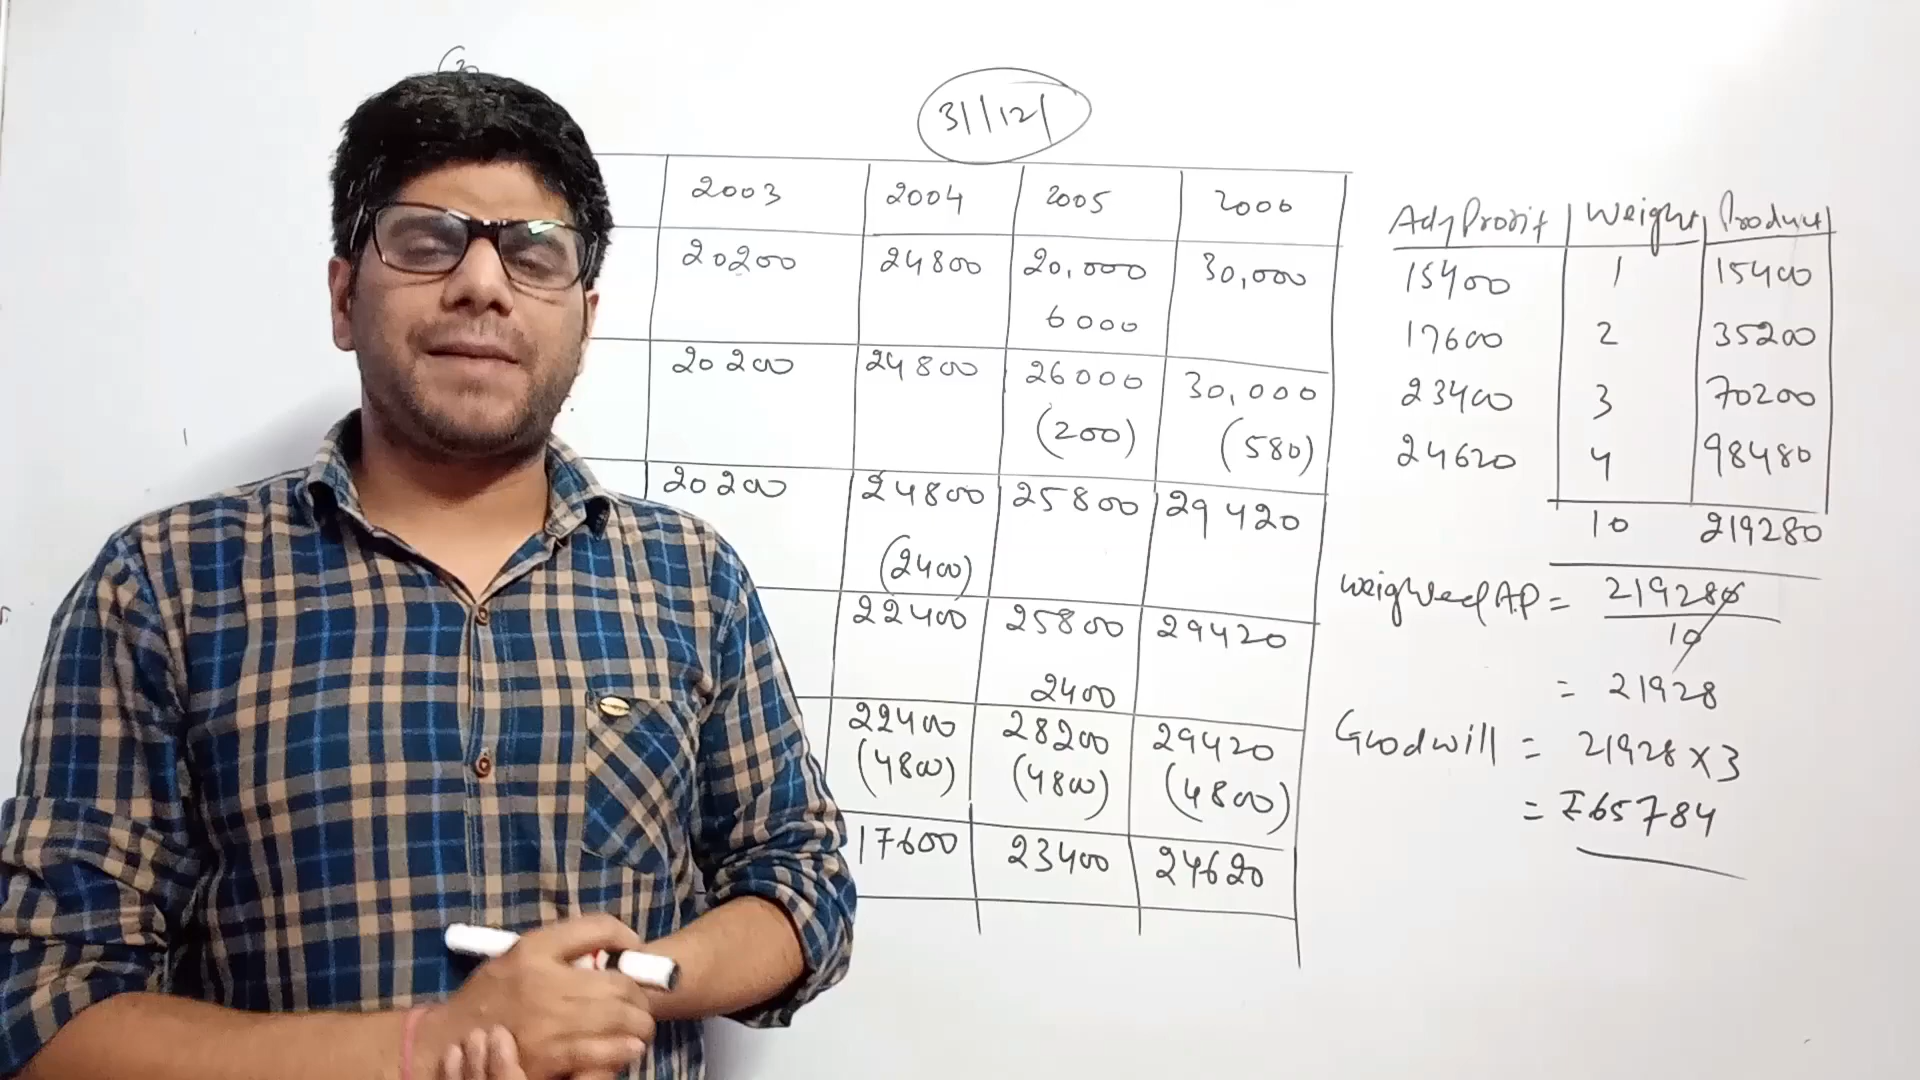 31/12/
2003 2004 2005 2006
20200 24800 20,000 30,000
6000
20200 24800 26000 30,000
(200) (580)
20200 24800 25800 29420
(2400)
22400 25800 29420
2400
22400 28200 29420
(4800) (4800) (4800)
17600 23400 24620
Adj Profit Weight Product
15400 1 15400
17600 2 35200
23400 3 70200
24620 4 98480
10 219280
Weighted A.P = 219280
10
= 21928
Goodwill = 21928 × 3
= ₹65784